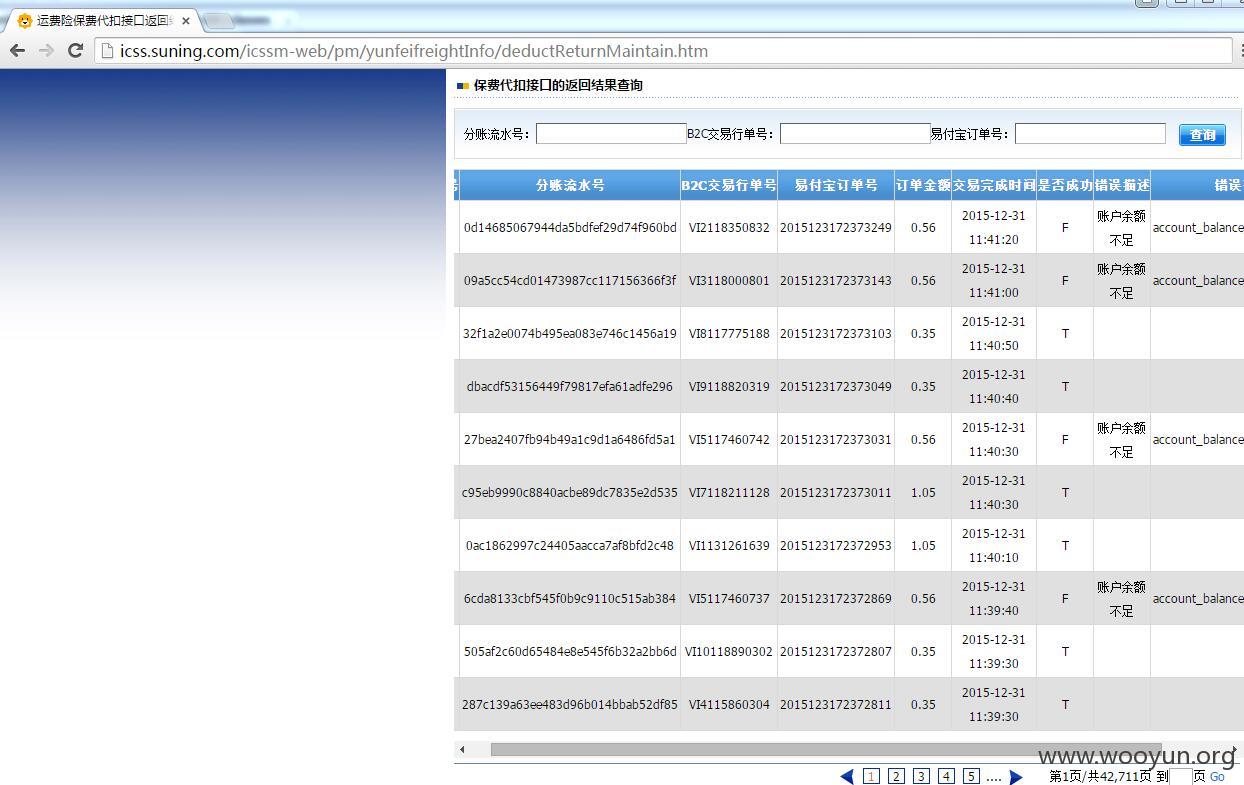 运费险保费代扣接口返回
icss.suning.com/icssm-web/pm/yunfeifreightInfo/deductReturnMaintain.htm
保费代扣接口的返回结果查询
分账流水号： B2C交易行单号： 易付宝订单号： 查询
号 分账流水号 B2C交易行单号 易付宝订单号 订单金额 交易完成时间 是否成功 错误描述 错误
0d14685067944da5bdfef29d74f960bd VI2118350832 2015123172373249 0.56 2015-12-31 11:41:20 F 账户余额不足 account_balance
09a5cc54cd01473987cc117156366f3f VI3118000801 2015123172373143 0.56 2015-12-31 11:41:00 F 账户余额不足 account_balance
32f1a2e0074b495ea083e746c1456a19 VI8117775188 2015123172373103 0.35 2015-12-31 11:40:50 T
dbacdf53156449f79817efa61adfe296 VI9118820319 2015123172373049 0.35 2015-12-31 11:40:40 T
27bea2407fb94b49a1c9d1a6486fd5a1 VI5117460742 2015123172373031 0.56 2015-12-31 11:40:30 F 账户余额不足 account_balance
c95eb9990c8840acbe89dc7835e2d535 VI7118211128 2015123172373011 1.05 2015-12-31 11:40:30 T
0ac1862997c24405aacca7af8bfd2c48 VI1131261639 2015123172372953 1.05 2015-12-31 11:40:10 T
6cda8133cbf545f0b9c9110c515ab384 VI5117460737 2015123172372869 0.56 2015-12-31 11:39:40 F 账户余额不足 account_balance
505af2c60d65484e8e545f6b32a2bb6d VI10118890302 2015123172372807 0.35 2015-12-31 11:39:30 T
287c139a63ee483d96b014bbab52df85 VI4115860304 2015123172372811 0.35 2015-12-31 11:39:30 T
www.wooyun.org
1 2 3 4 5 .... 第1页/共42,711页 到 页 Go